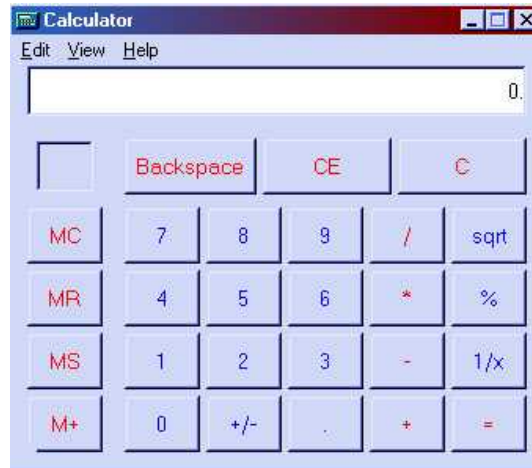 Calculator
Edit View Help
0.
Backspace CE C
MC 7 8 9 / sqrt
MR 4 5 6 * %
MS 1 2 3 - 1/x
M+ 0 +/- . + =